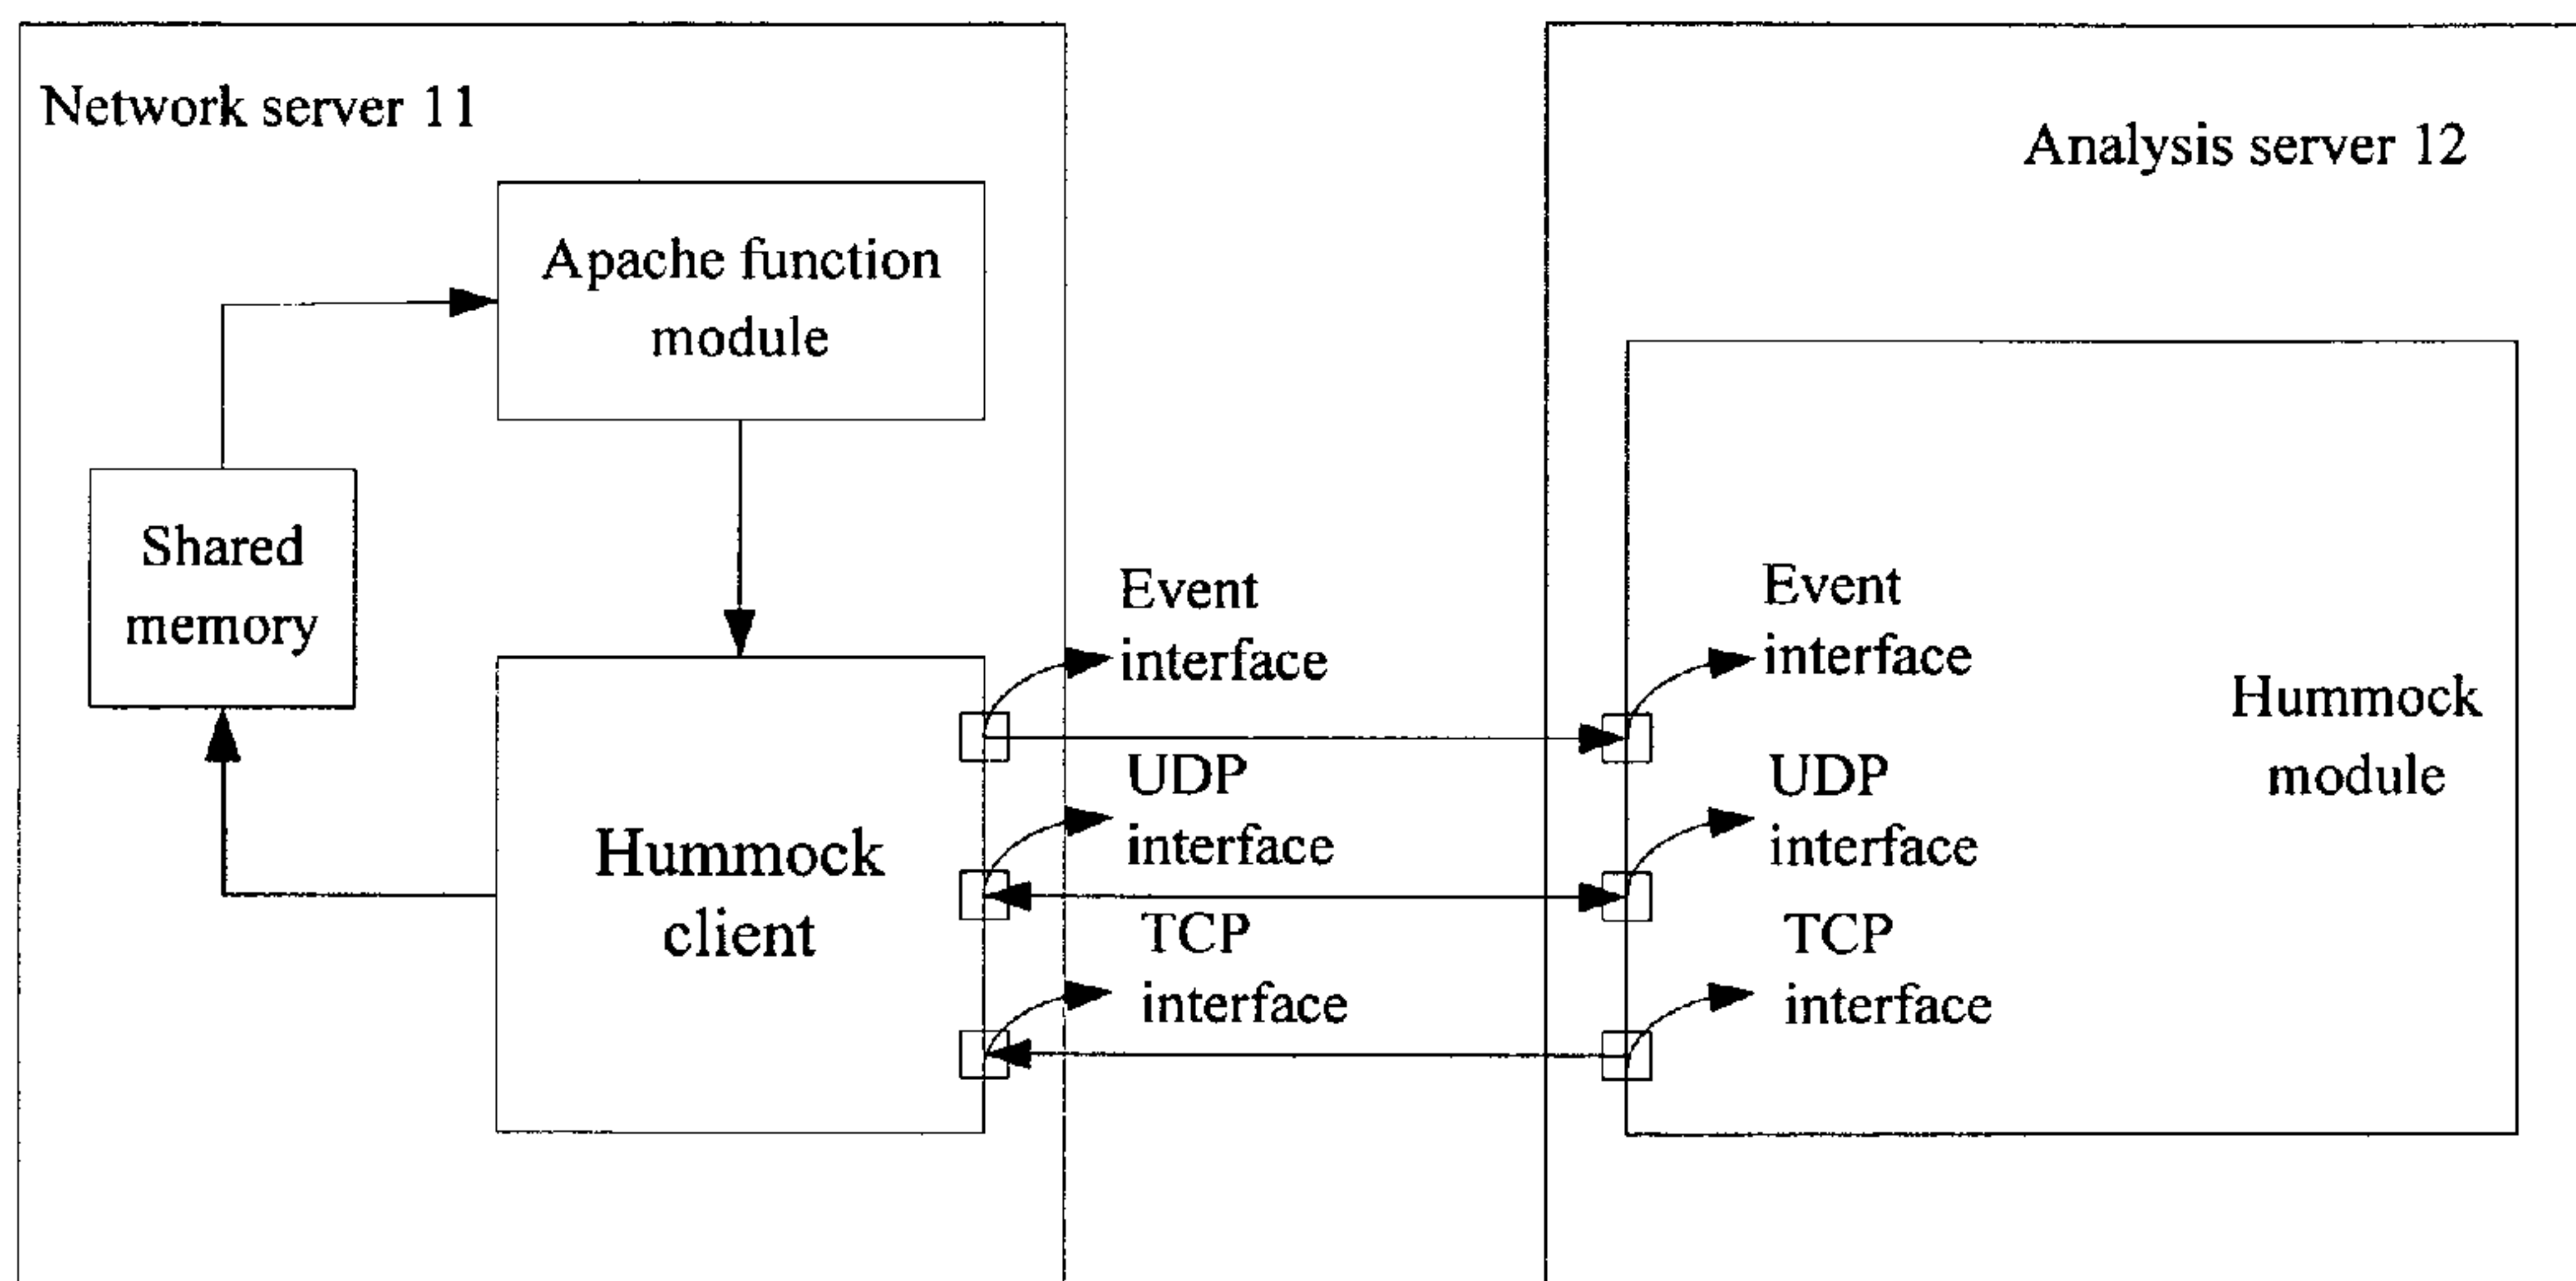 Network server 11
Apache function
module
Shared
memory
Hummock
client
Event
interface
UDP
interface
TCP
interface
Analysis server 12
Event
interface
UDP
interface
TCP
interface
Hummock
module